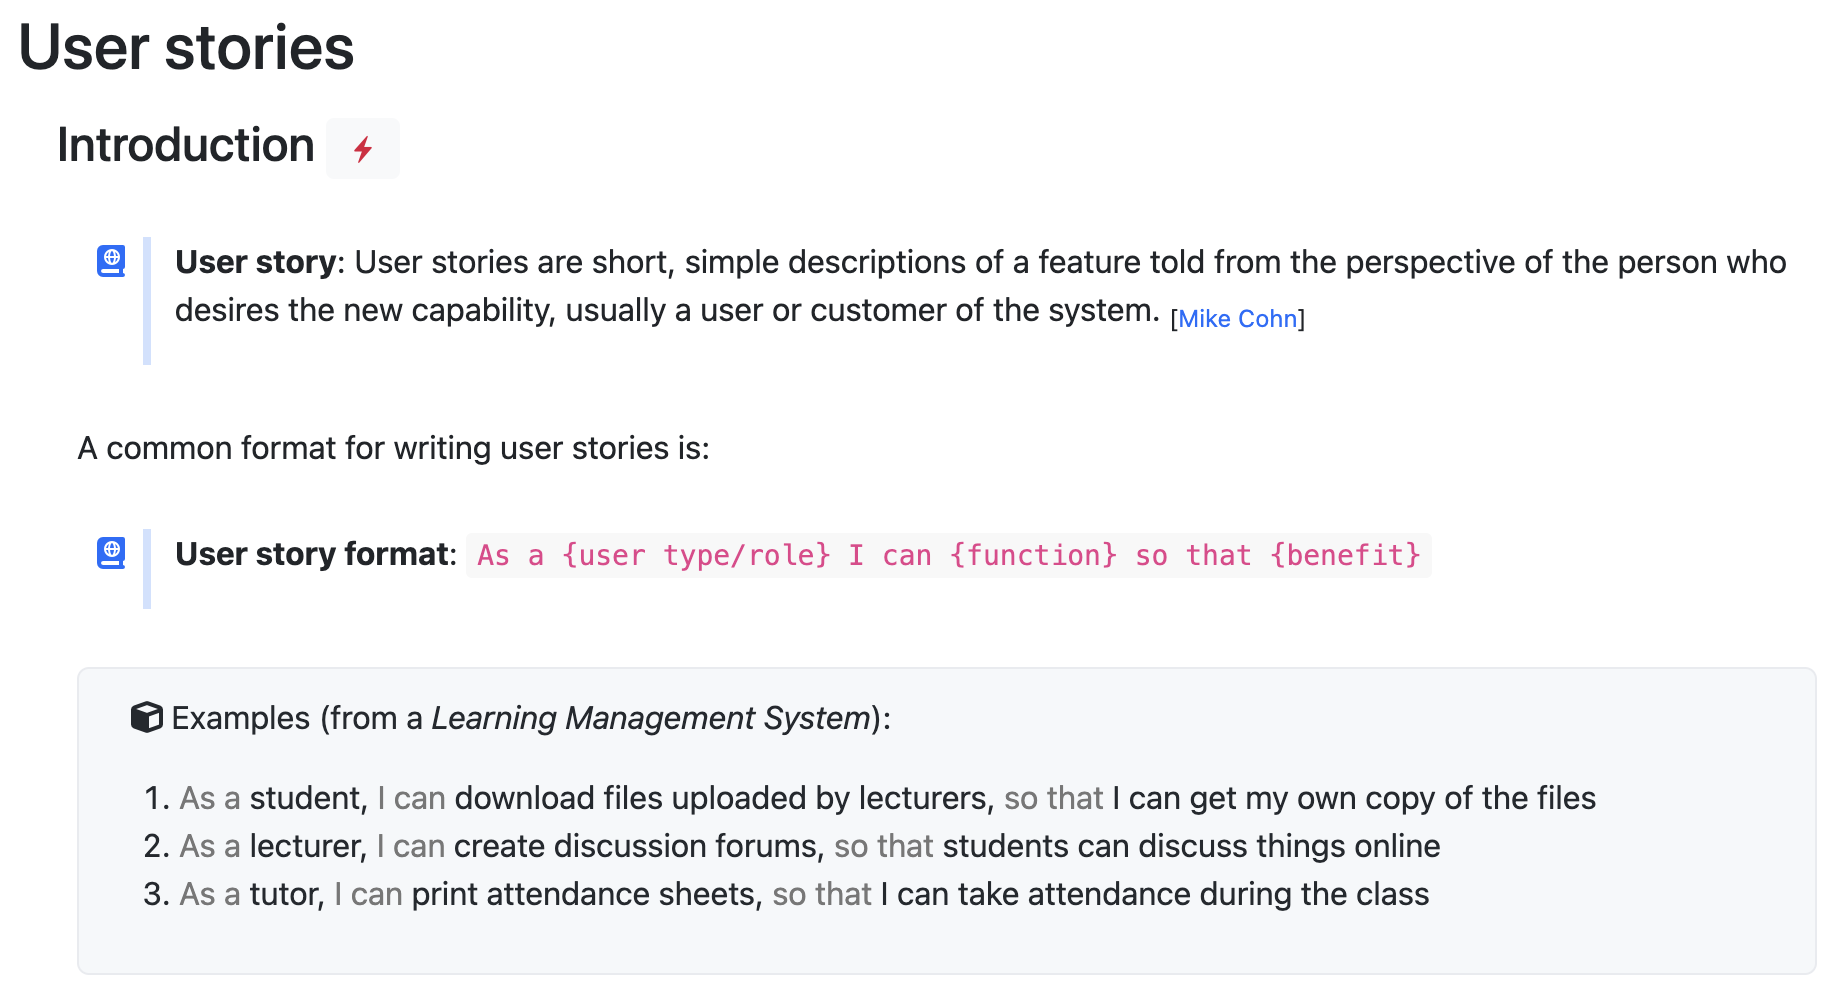 User stories
Introduction
User story: User stories are short, simple descriptions of a feature told from the perspective of the person who
desires the new capability, usually a user or customer of the system. [Mike Cohn]
A common format for writing user stories is:
User story format: As a {user type/role} I can {function} so that {benefit}
Examples (from a Learning Management System):
1. As a student, I can download files uploaded by lecturers, so that I can get my own copy of the files
2. As a lecturer, I can create discussion forums, so that students can discuss things online
3. As a tutor, I can print attendance sheets, so that I can take attendance during the class